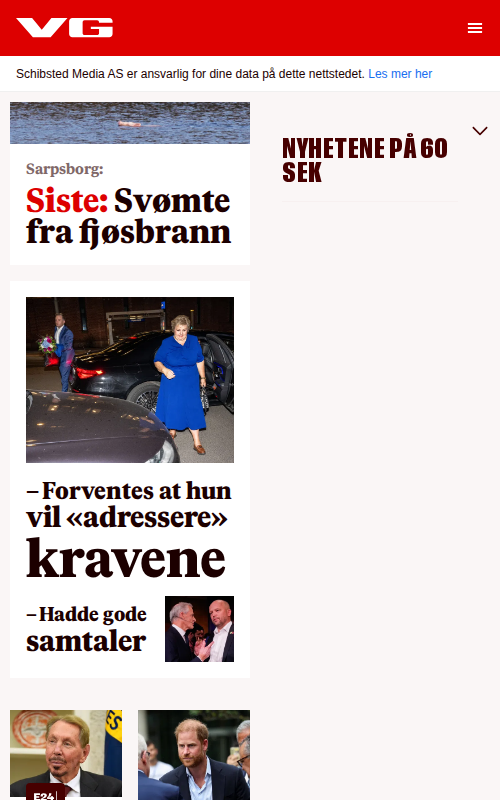 VG
Schibsted Media AS er ansvarlig for dine data på dette nettstedet. Les mer her
Sarpsborg:
Siste: Svømte
fra fjøsbrann
– Forventes at hun
vil «adressere»
kravene
– Hadde gode
samtaler
E24|
NYHETENE PÅ 60
SEK